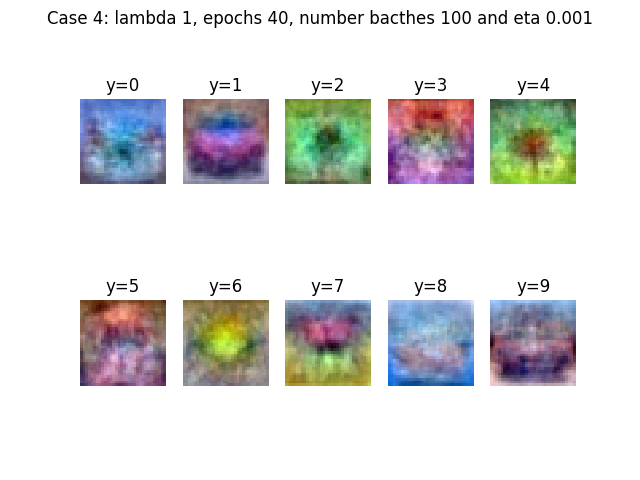 Case 4: lambda 1, epochs 40, number bacthes 100 and eta 0.001
y=0 y=1 y=2 y=3 y=4
y=5 y=6 y=7 y=8 y=9